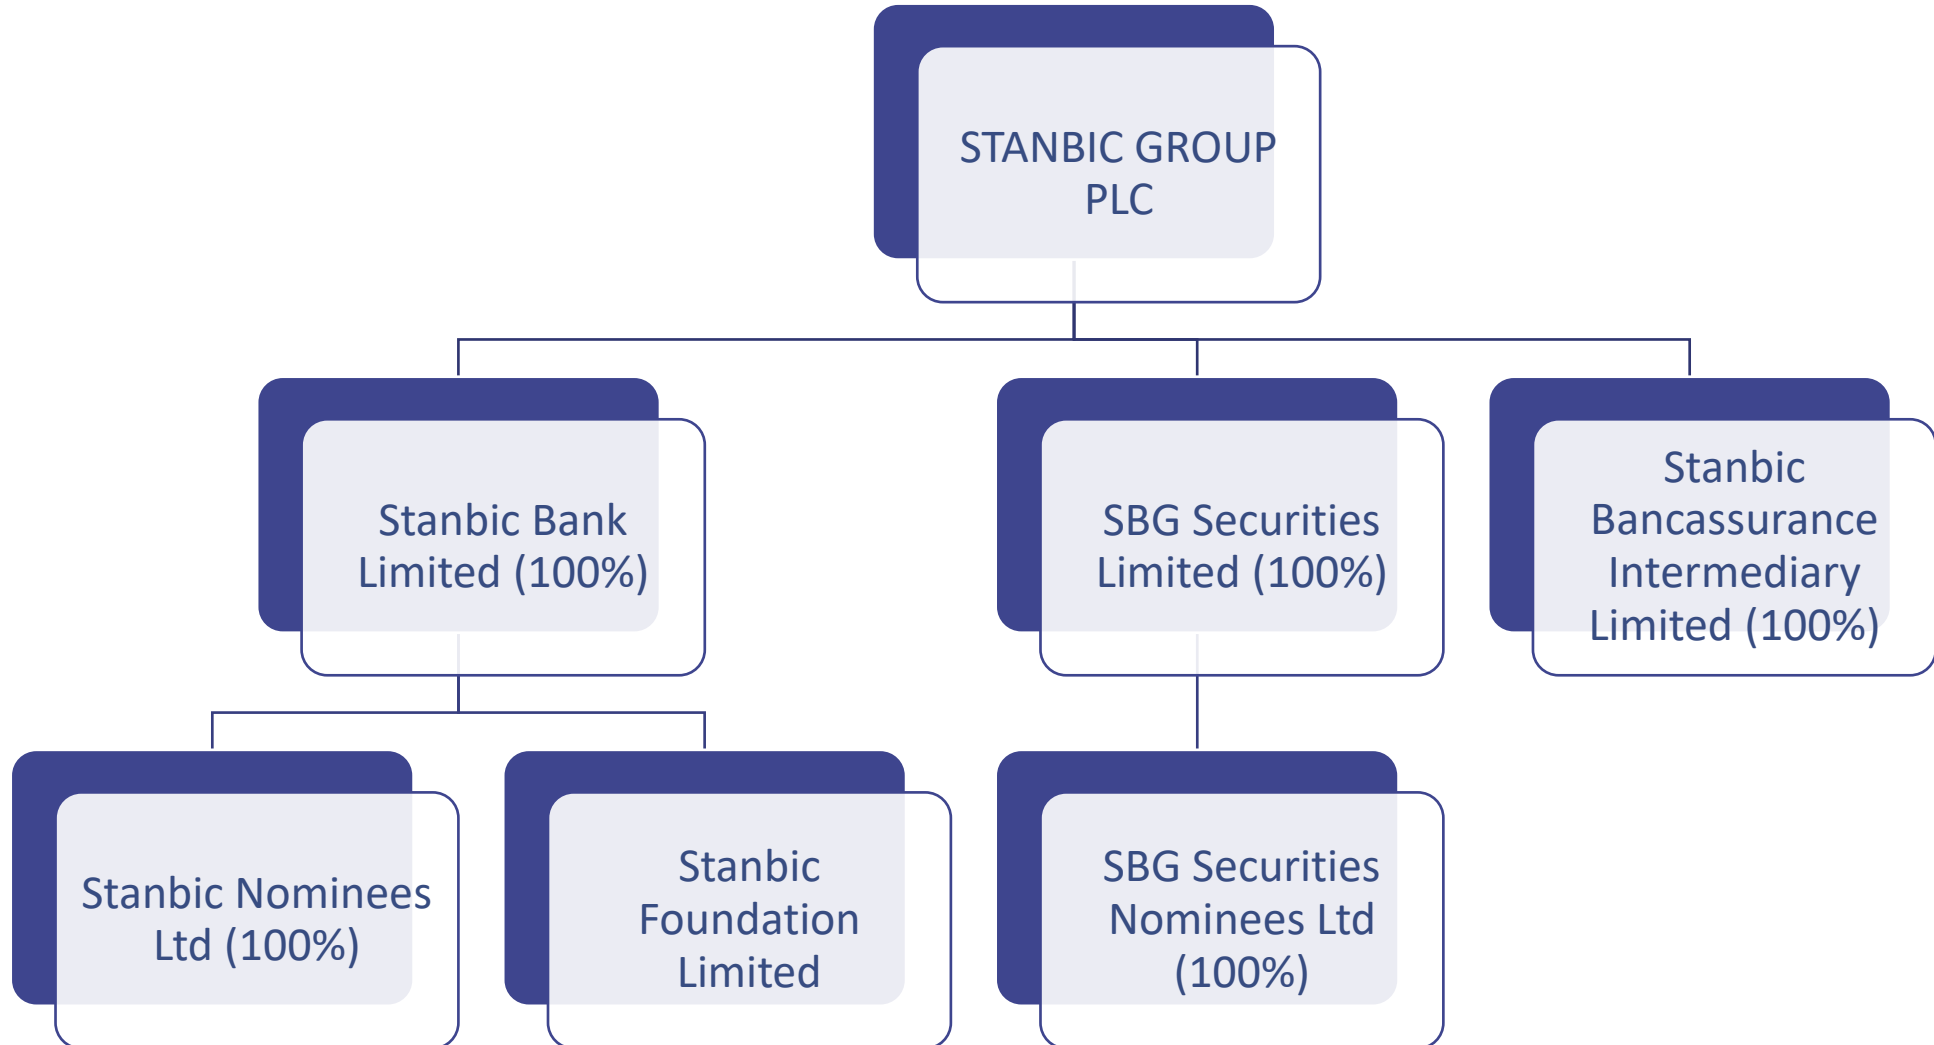 STANBIC GROUP
PLC
Stanbic Bank
Limited (100%)
SBG Securities
Limited (100%)
Stanbic
Bancassurance
Intermediary
Limited (100%)
Stanbic Nominees
Ltd (100%)
Stanbic
Foundation
Limited
SBG Securities
Nominees Ltd
(100%)